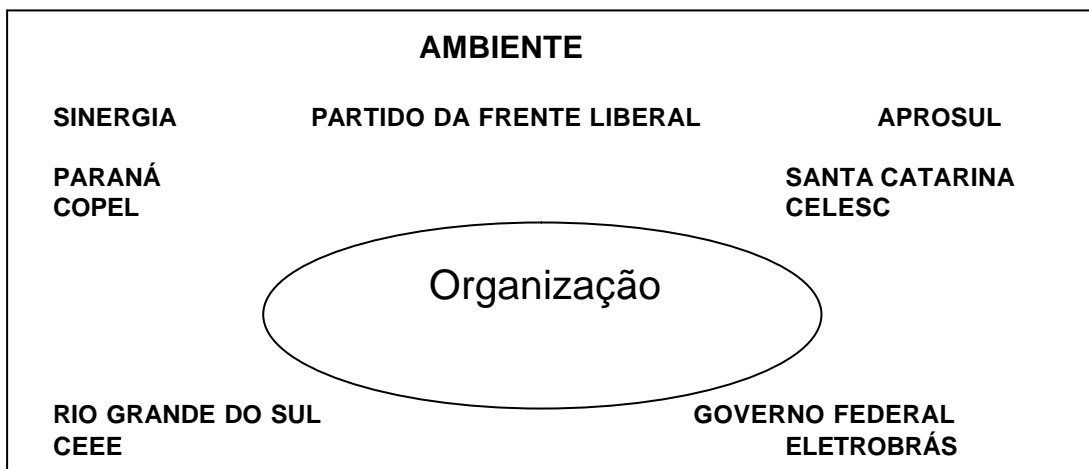 AMBIENTE
SINERGIA PARTIDO DA FRENTE LIBERAL APROSUL
PARANÁ SANTA CATARINA
COPEL CELESC
Organização
RIO GRANDE DO SUL GOVERNO FEDERAL
CEEE ELETROBRÁS